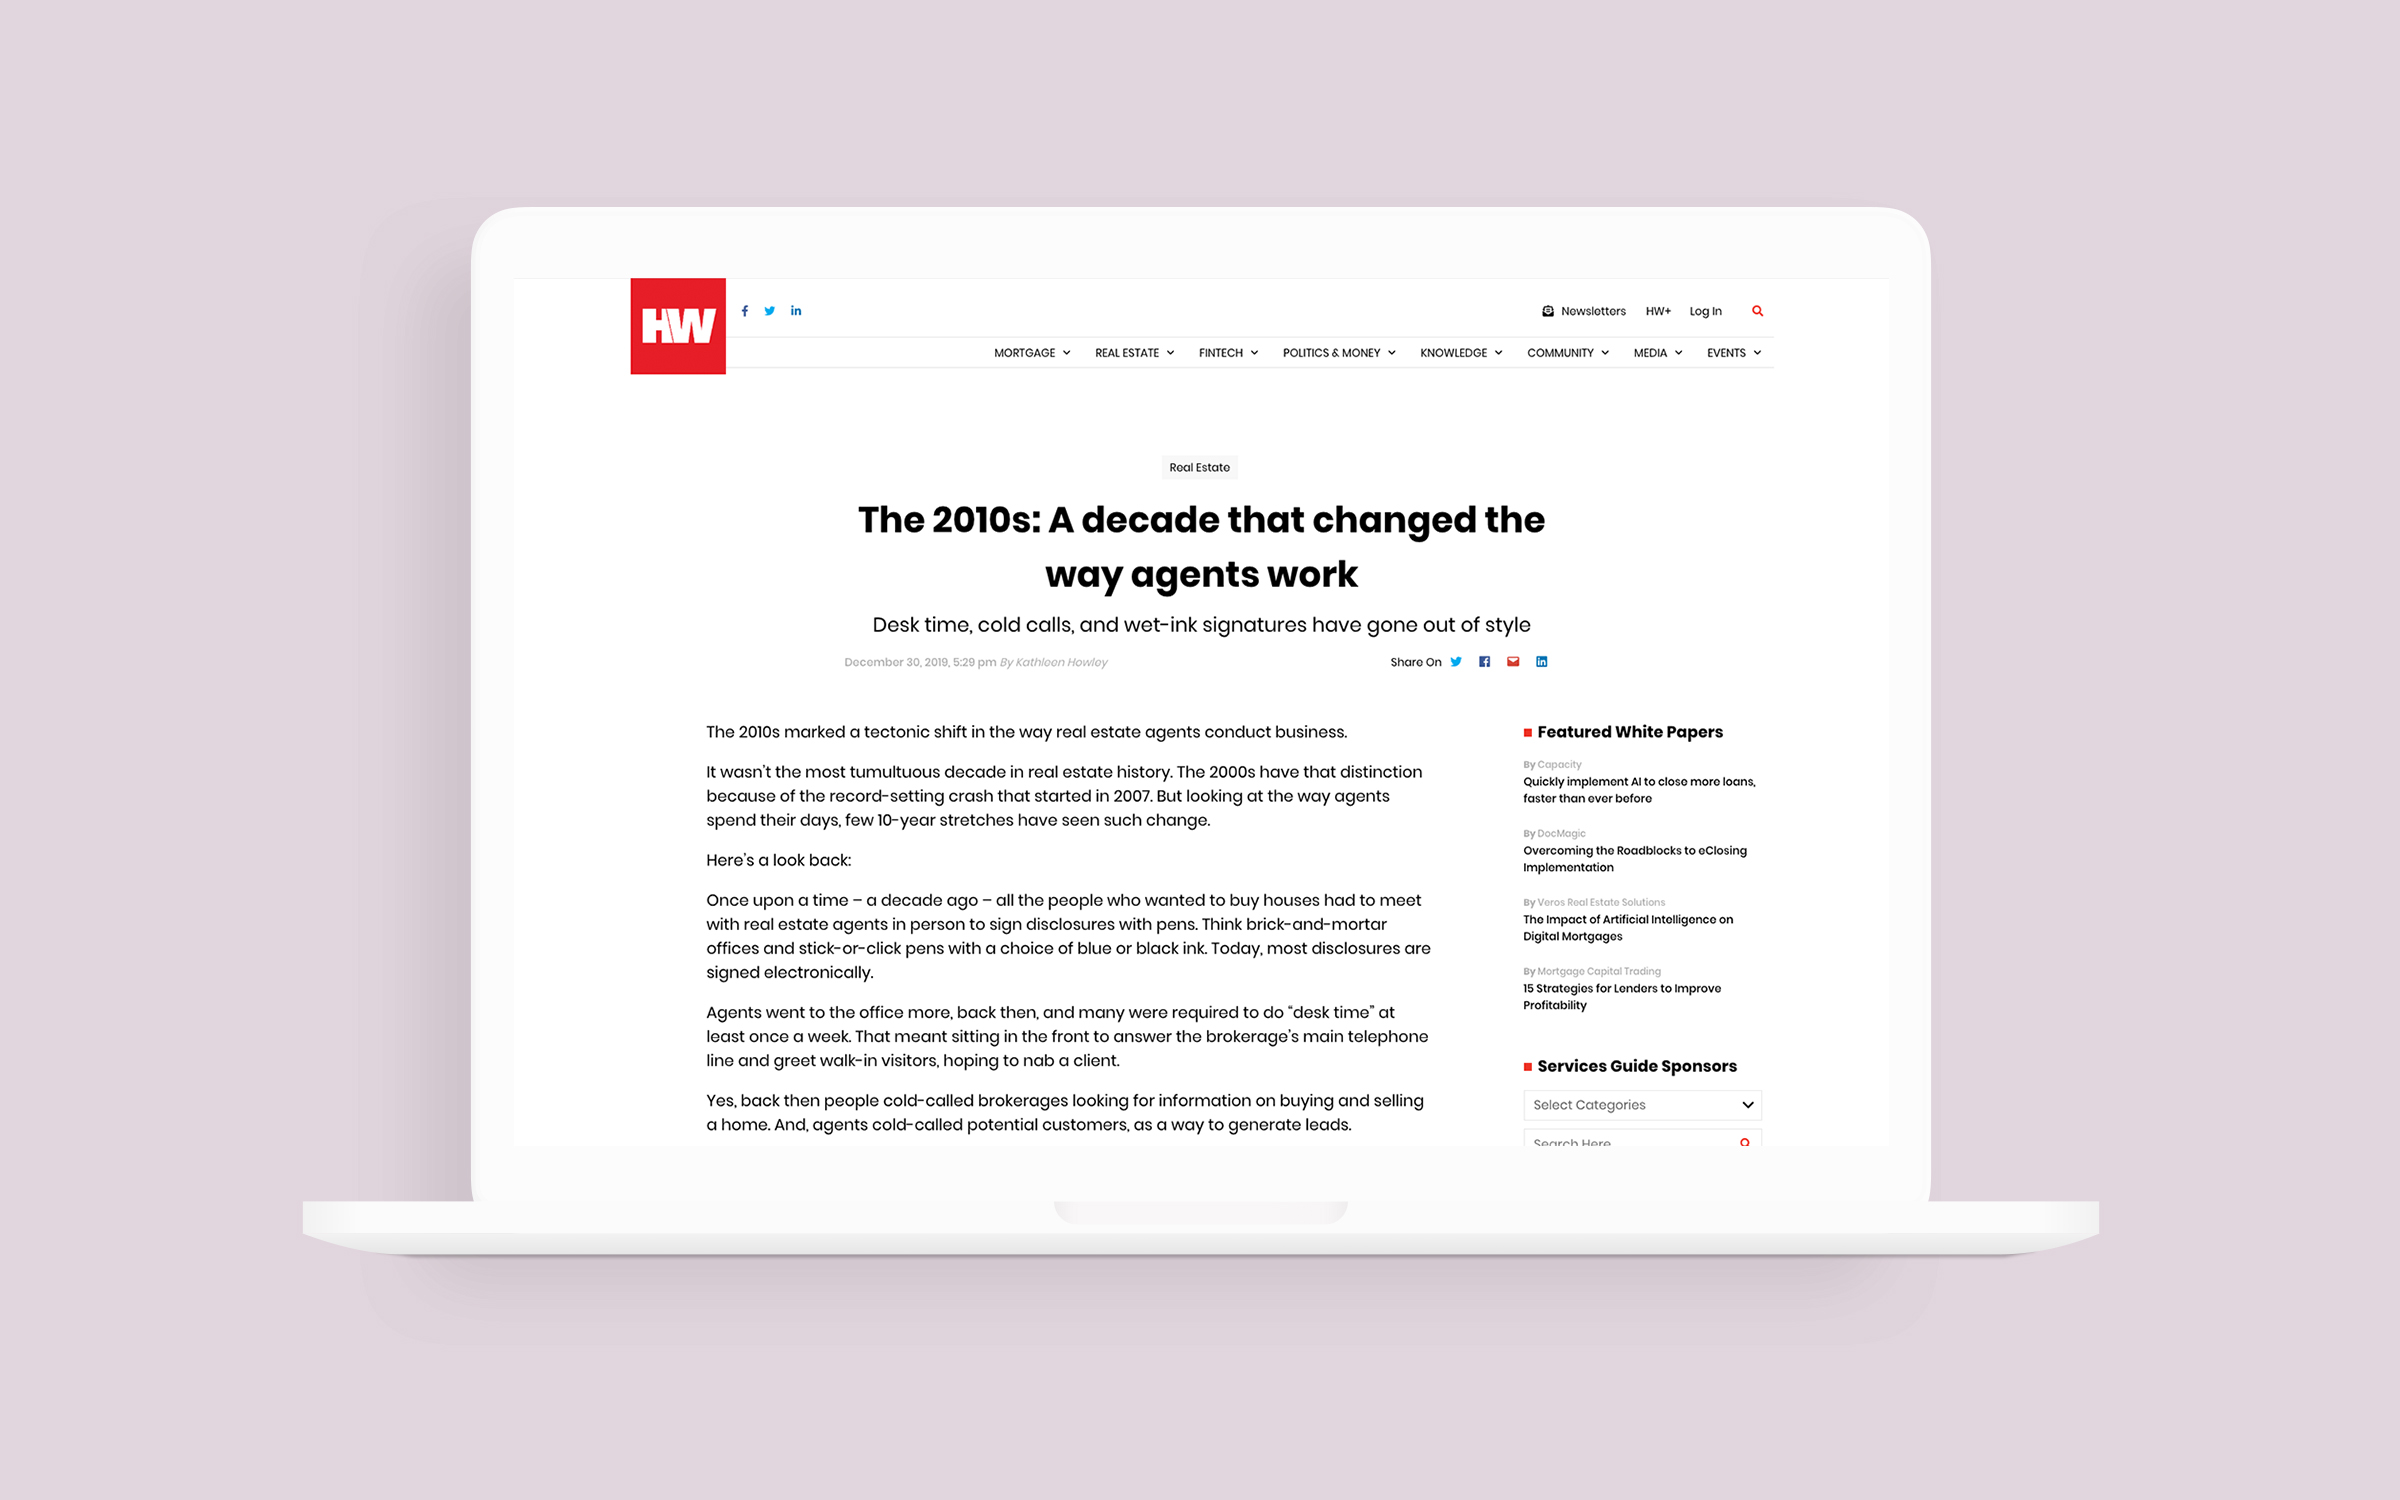 HW
Newsletters HW+ Log In
MORTGAGE REAL ESTATE FINTECH POLITICS & MONEY KNOWLEDGE COMMUNITY MEDIA EVENTS
Real Estate
The 2010s: A decade that changed the
way agents work
Desk time, cold calls, and wet-ink signatures have gone out of style
December 30, 2019, 5:29 pm By Kathleen Howley
Share On
The 2010s marked a tectonic shift in the way real estate agents conduct business.
It wasn't the most tumultuous decade in real estate history. The 2000s have that distinction
because of the record-setting crash that started in 2007. But looking at the way agents
spend their days, few 10-year stretches have seen such change.
Here's a look back:
Once upon a time – a decade ago – all the people who wanted to buy houses had to meet
with real estate agents in person to sign disclosures with pens. Think brick-and-mortar
offices and stick-or-click pens with a choice of blue or black ink. Today, most disclosures are
signed electronically.
Agents went to the office more, back then, and many were required to do “desk time” at
least once a week. That meant sitting in the front to answer the brokerage's main telephone
line and greet walk-in visitors, hoping to nab a client.
Yes, back then people cold-called brokerages looking for information on buying and selling
a home. And, agents cold-called potential customers, as a way to generate leads.
Featured White Papers
By Capacity
Quickly implement AI to close more loans,
faster than ever before
By DocMagic
Overcoming the Roadblocks to eClosing
Implementation
By Veros Real Estate Solutions
The Impact of Artificial Intelligence on
Digital Mortgages
By Mortgage Capital Trading
15 Strategies for Lenders to Improve
Profitability
Services Guide Sponsors
Select Categories
Search Here